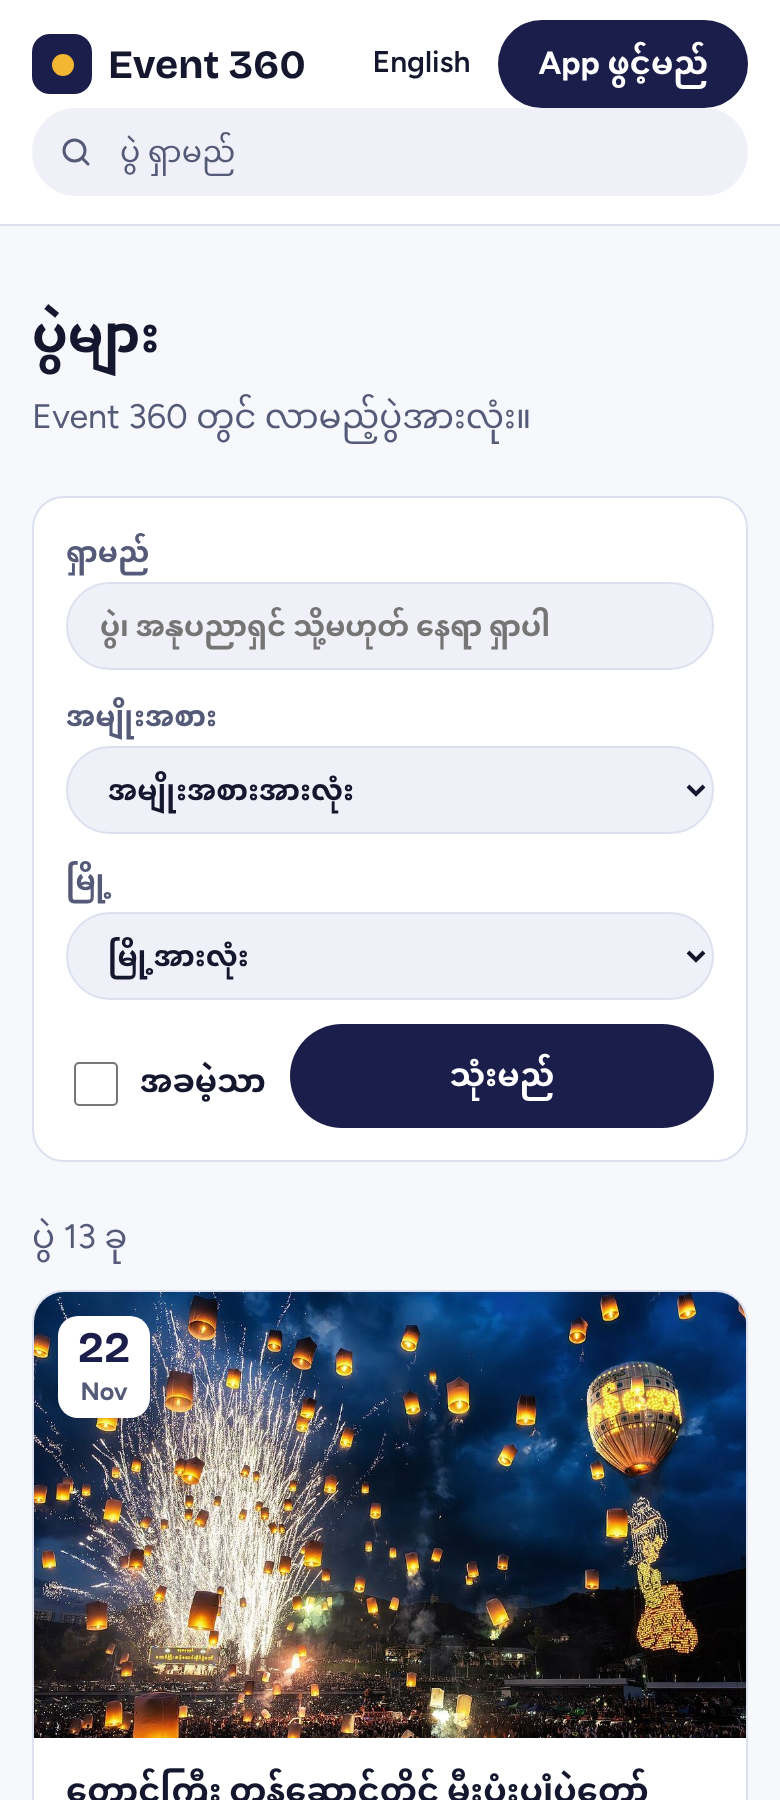 Event 360
English
App ဖွင့်မည်
ပွဲ ရှာမည်
ပွဲများ
Event 360 တွင် လာမည့်ပွဲအားလုံး။
ရှာမည်
ပွဲ၊ အနုပညာရှင် သို့မဟုတ် နေရာ ရှာပါ
အမျိုးအစား
အမျိုးအစားအားလုံး
မြို့
မြို့အားလုံး
အခမဲ့သာ
သုံးမည်
ပွဲ 13 ခု
22
Nov
တောင်ကြီး တန်ဆောင်တိုင် မီးပုံးပျံပွဲတော်